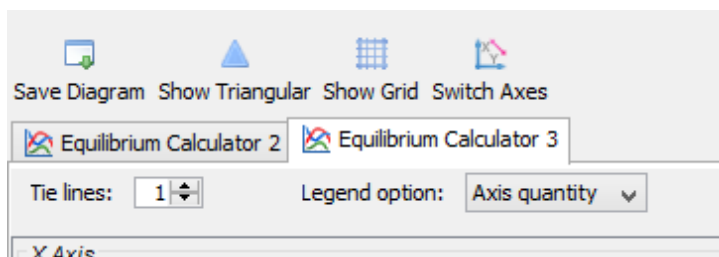 Save Diagram Show Triangular Show Grid Switch Axes
Equilibrium Calculator 2 Equilibrium Calculator 3
Tie lines: 1 Legend option: Axis quantity
X Axis